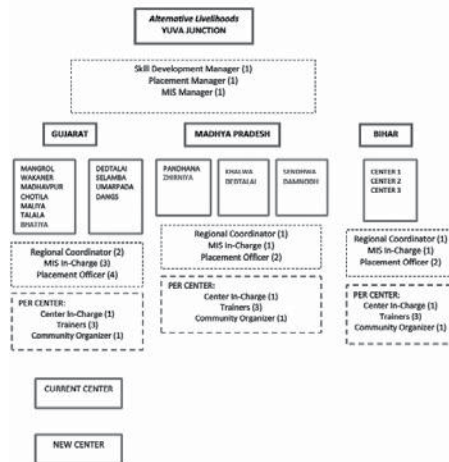 Alternative Livelihoods
YUVA JUNCTION
Skill Development Manager (1)
Placement Manager (1)
MIS Manager (1)
GUJARAT
MADHYA PRADESH
BIHAR
MANGROL
WAKANER
MADHAVPUR
CHOTILA
MALIYA
TALALA
BHATIYA
DEDTALAI
SELAMBA
UMARPADA
DANGS
PANDHANA
ZHIRNIYA
KHALWA
DEDTALAI
SENDHWA
DAMNODH
CENTER 1
CENTER 2
CENTER 3
Regional Coordinator (2)
MIS In-Charge (3)
Placement Officer (4)
Regional Coordinator (1)
MIS In-Charge (1)
Placement Officer (2)
Regional Coordinator (1)
MIS In-Charge (1)
Placement Officer (2)
PER CENTER:
Center In-Charge (1)
Trainers (3)
Community Organizer (1)
PER CENTER:
Center In-Charge (1)
Trainers (3)
Community Organizer (1)
PER CENTER:
Center In-Charge (1)
Trainers (3)
Community Organizer (1)
CURRENT CENTER
NEW CENTER